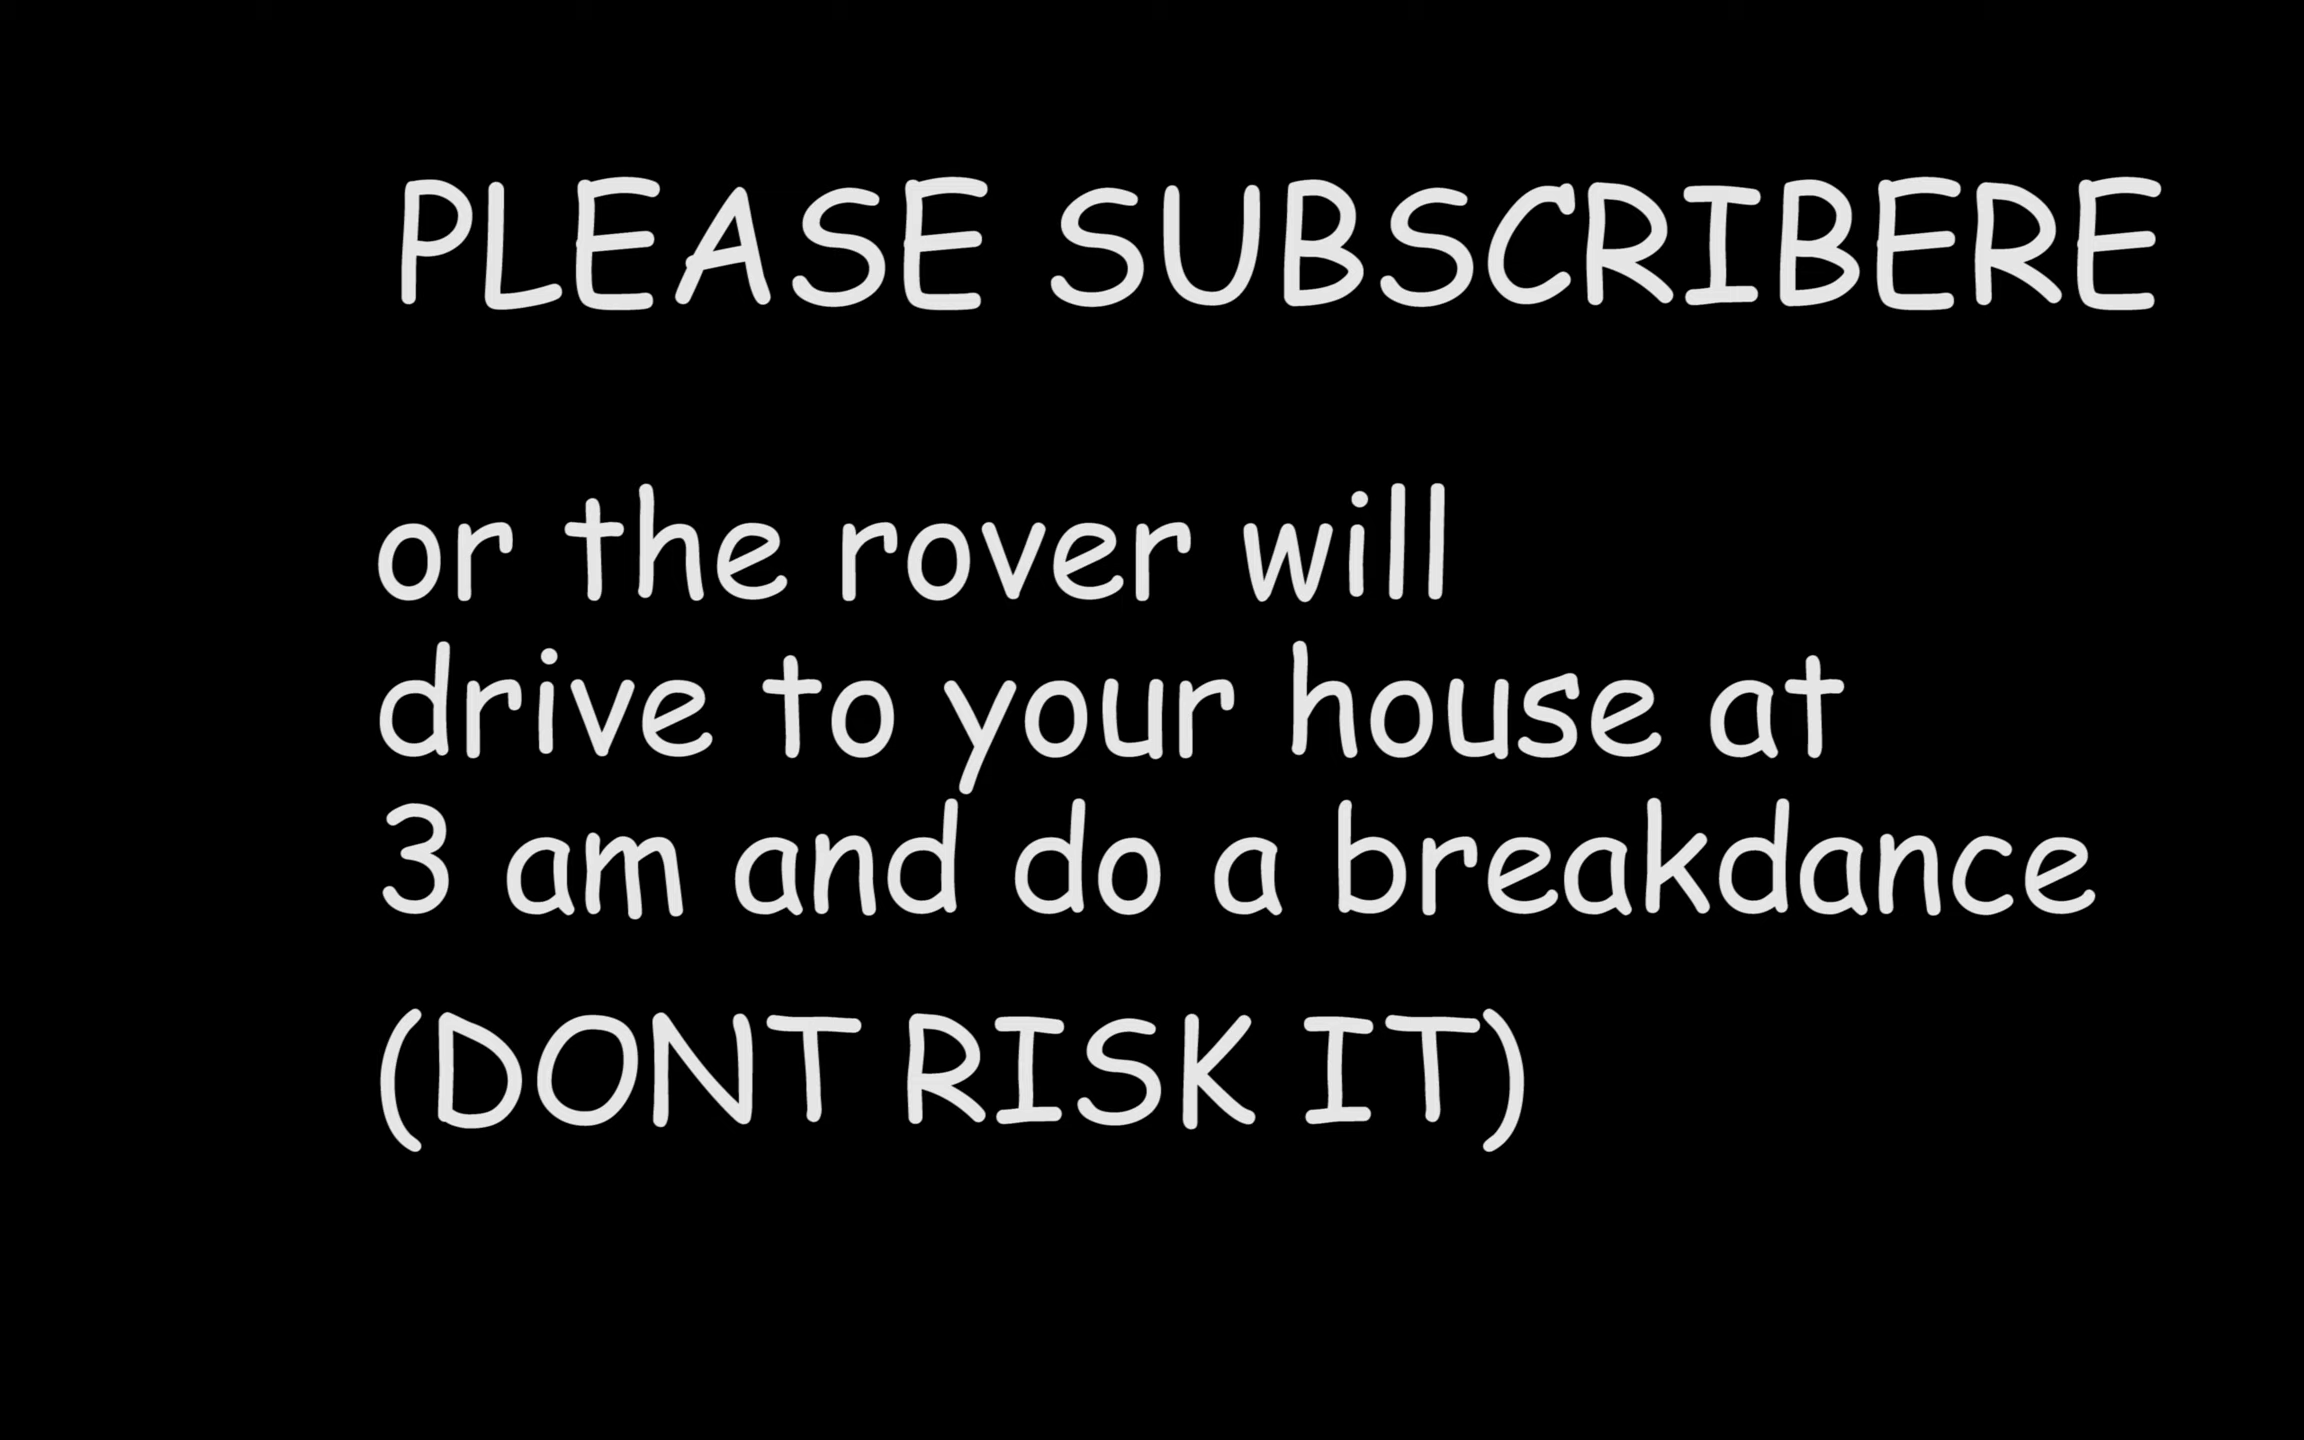 PLEASE SUBSCRIBERE
or the rover will
drive to your house at
3 am and do a breakdance
(DONT RISK IT)